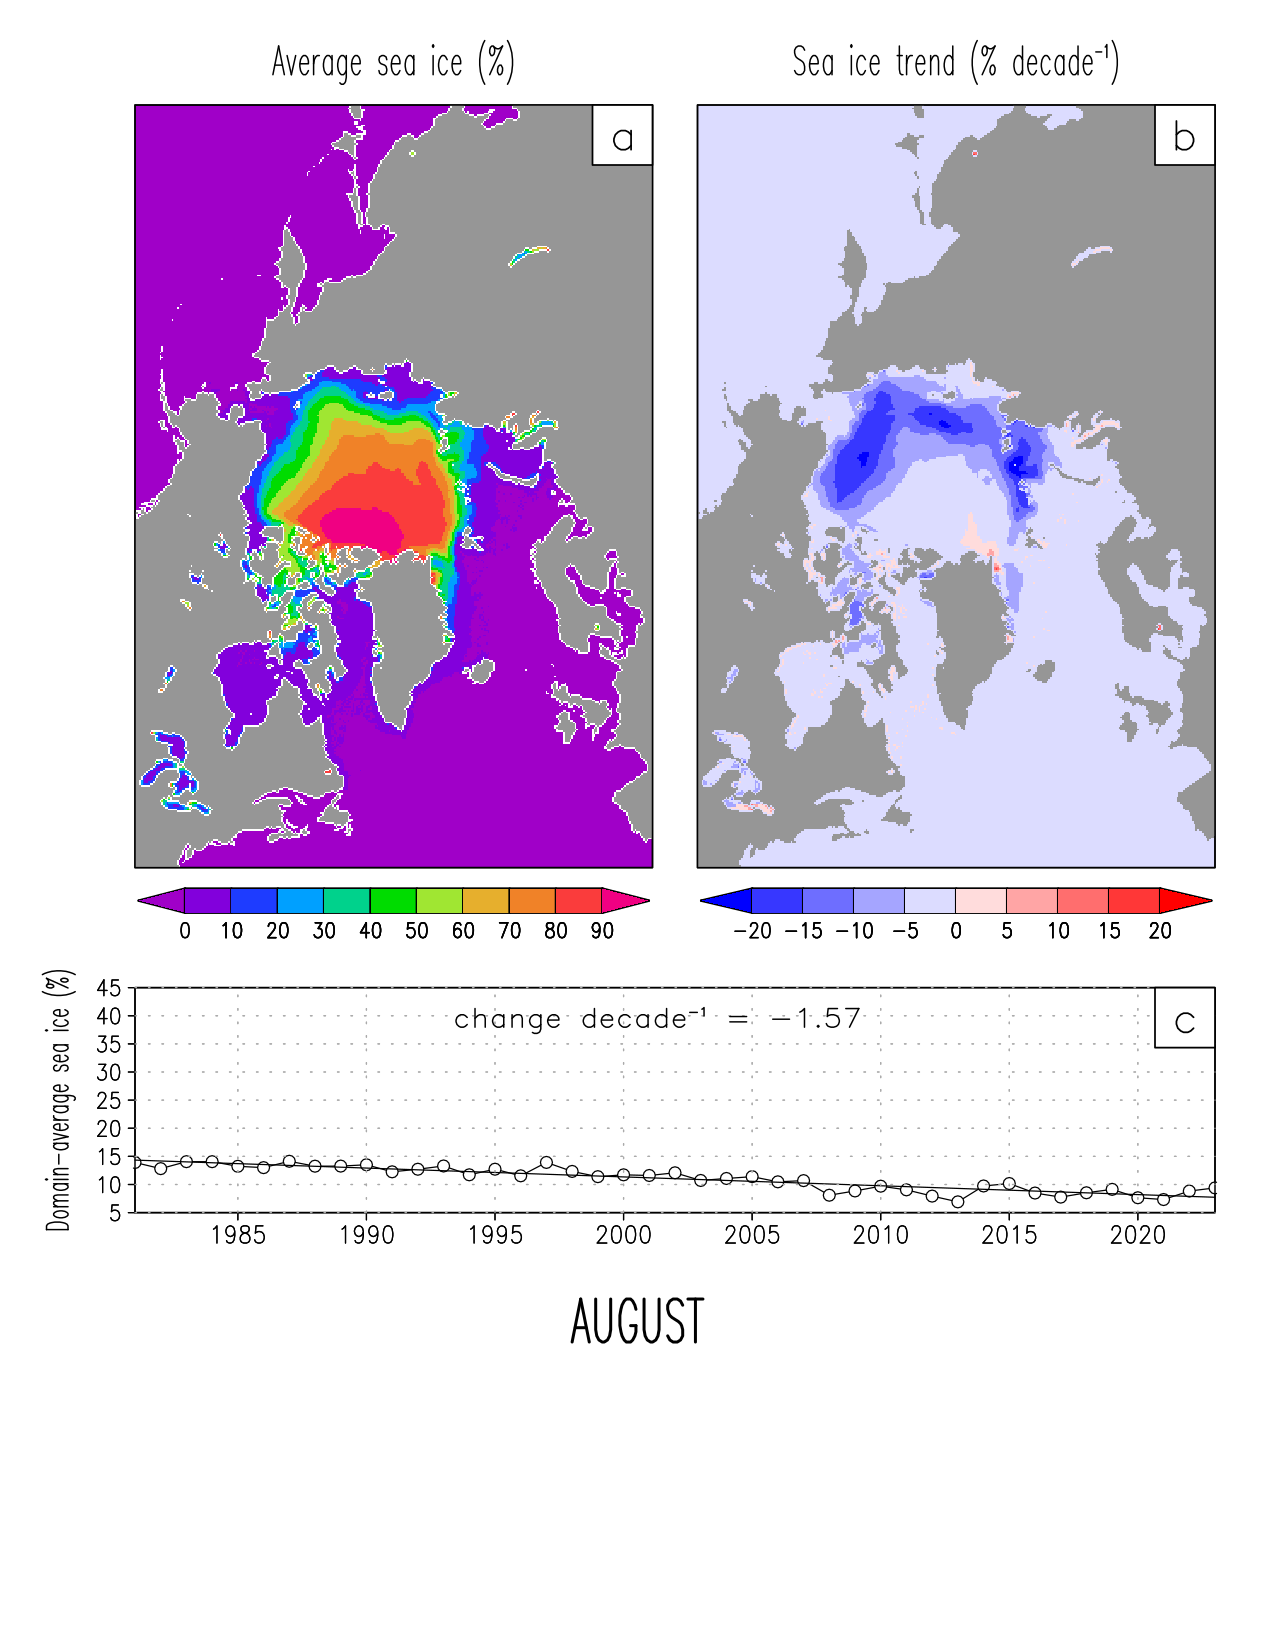 Average sea ice (%)
Sea ice trend (% decade⁻¹)
a
b
0 10 20 30 40 50 60 70 80 90
−20 −15 −10 −5 0 5 10 15 20
Domain−average sea ice (%)
45
40
35
30
25
20
15
10
5
change decade⁻¹ = −1.57
c
1985 1990 1995 2000 2005 2010 2015 2020
AUGUST